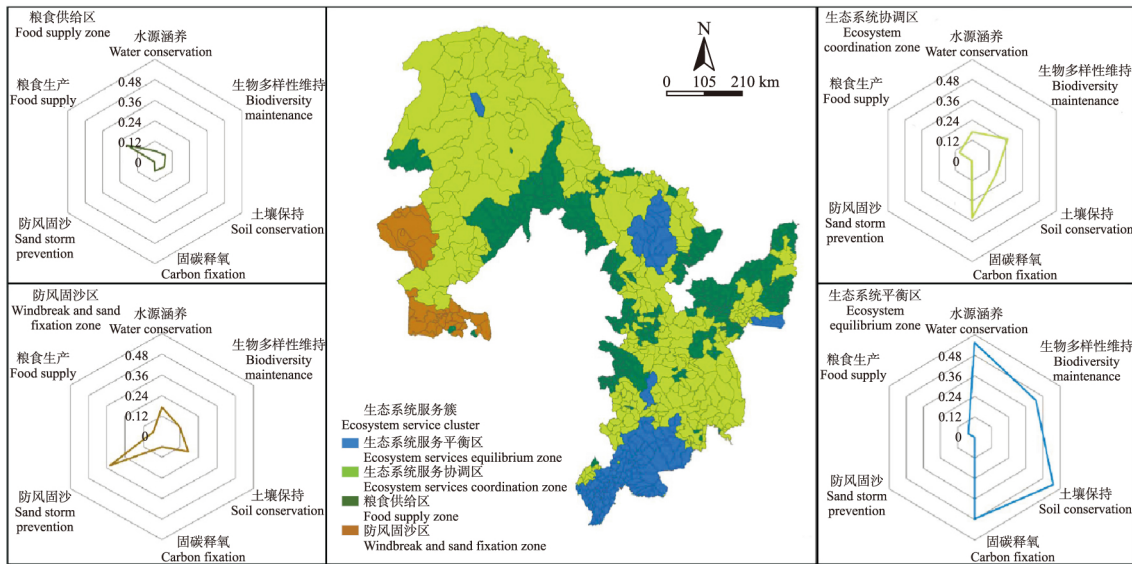 粮食供给区
Food supply zone
水源涵养
Water conservation
粮食生产
Food supply
生物多样性维持
Biodiversity
maintenance
0.48
0.36
0.24
0.12
0
防风固沙
Sand storm
prevention
土壤保持
Soil conservation
固碳释氧
Carbon fixation
防风固沙区
Windbreak and sand
fixation zone
水源涵养
Water conservation
粮食生产
Food supply
生物多样性维持
Biodiversity
maintenance
0.48
0.36
0.24
0.12
0
防风固沙
Sand storm
prevention
土壤保持
Soil conservation
固碳释氧
Carbon fixation
N
0 105 210 km
生态系统服务簇
Ecosystem service cluster
生态系统服务平衡区
Ecosystem services equilibrium zone
生态系统服务协调区
Ecosystem services coordination zone
粮食供给区
Food supply zone
防风固沙区
Windbreak and sand fixation zone
生态系统协调区
Ecosystem
coordination zone
水源涵养
Water conservation
粮食生产
Food supply
生物多样性维持
Biodiversity
maintenance
0.48
0.36
0.24
0.12
0
防风固沙
Sand storm
prevention
土壤保持
Soil conservation
固碳释氧
Carbon fixation
生态系统平衡区
Ecosystem
equilibrium zone
水源涵养
Water conservation
粮食生产
Food supply
生物多样性维持
Biodiversity
maintenance
0.48
0.36
0.24
0.12
0
防风固沙
Sand storm
prevention
土壤保持
Soil conservation
固碳释氧
Carbon fixation